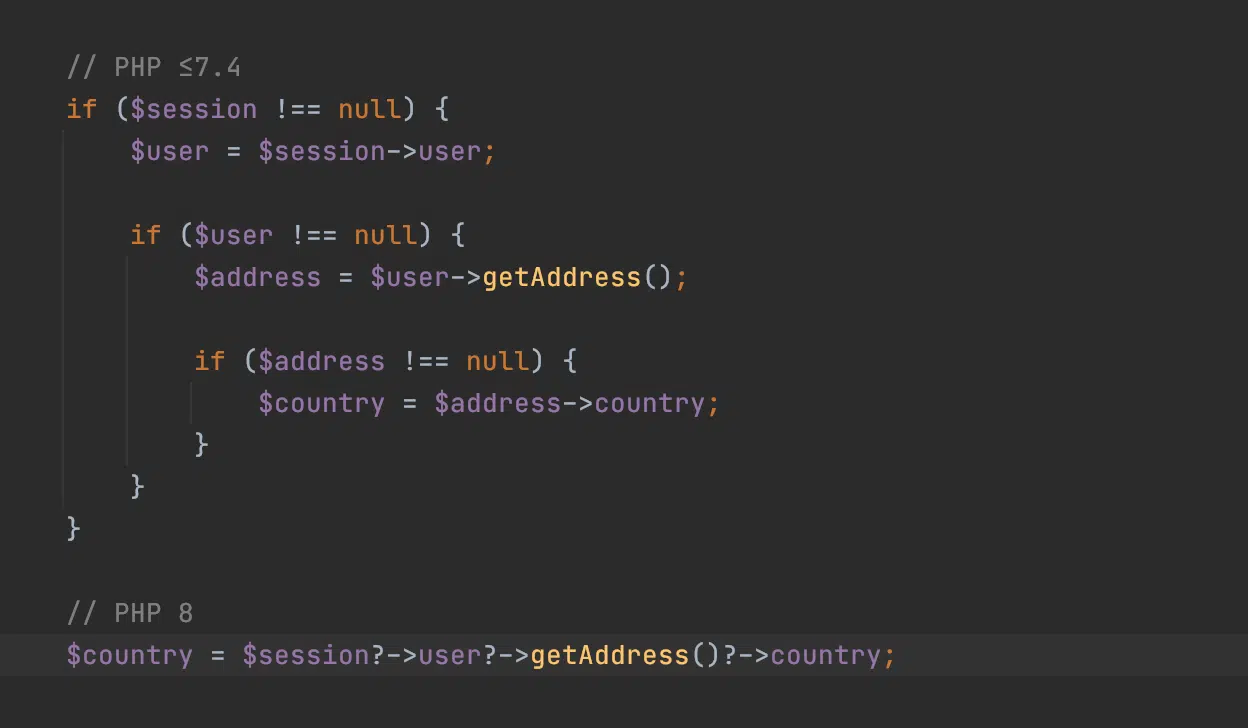 // PHP ≤7.4
if ($session !== null) {
    $user = $session->user;

    if ($user !== null) {
        $address = $user->getAddress();

        if ($address !== null) {
            $country = $address->country;
        }
    }
}

// PHP 8
$country = $session?->user?->getAddress()?->country;